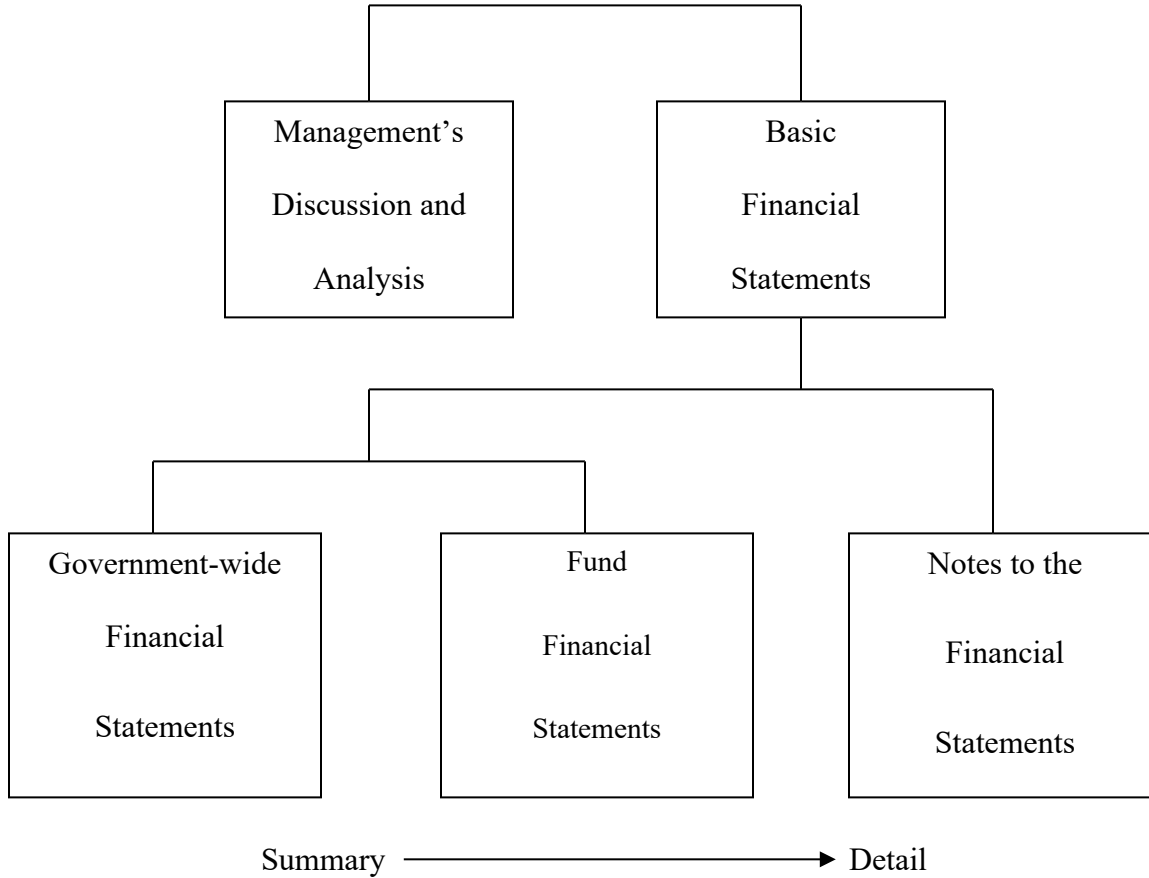 Management’s
Discussion and
Analysis
Basic
Financial
Statements
Government-wide
Financial
Statements
Fund
Financial
Statements
Notes to the
Financial
Statements
Summary
Detail